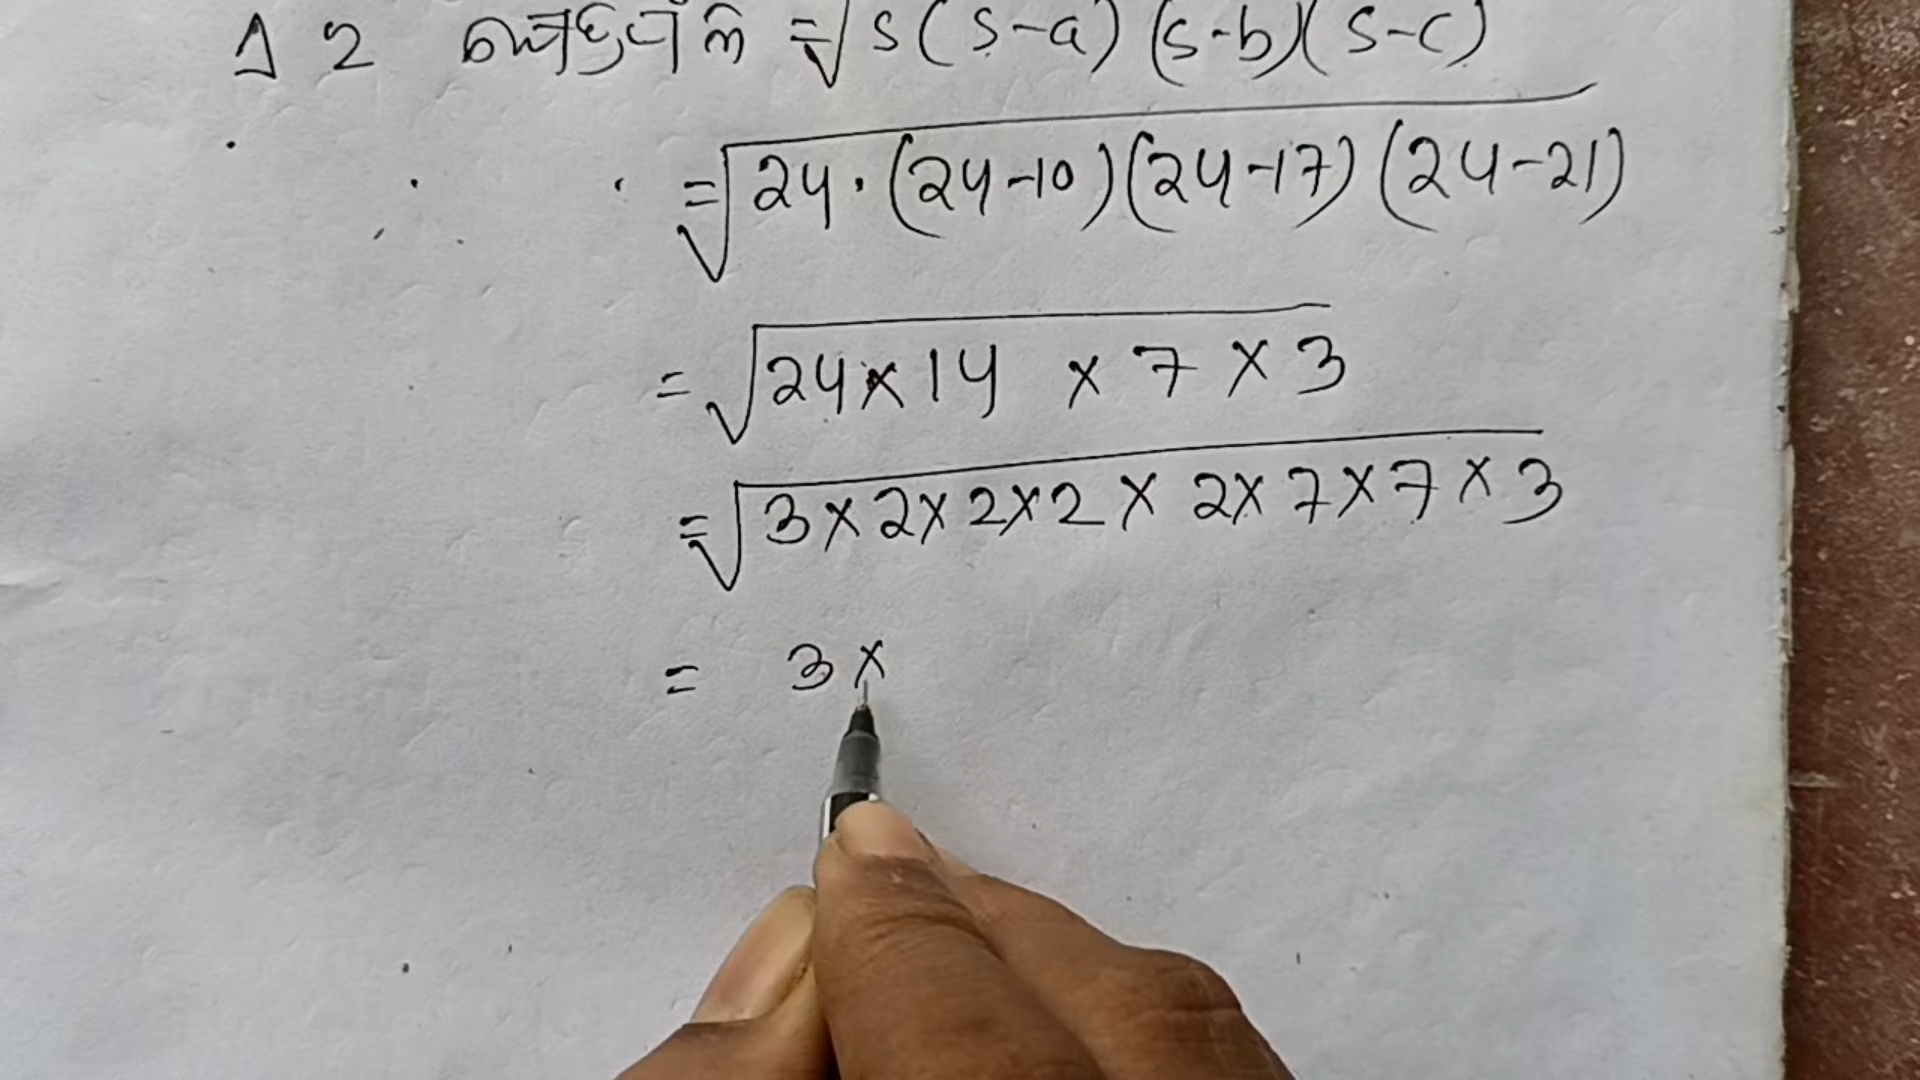 Δ ର କ୍ଷେତ୍ରଫଳ = √s(s-a)(s-b)(s-c)
= √24·(24-10)(24-17)(24-21)
= √24×14 × 7 × 3
= √3×2×2×2× 2×7×7×3
= 3×